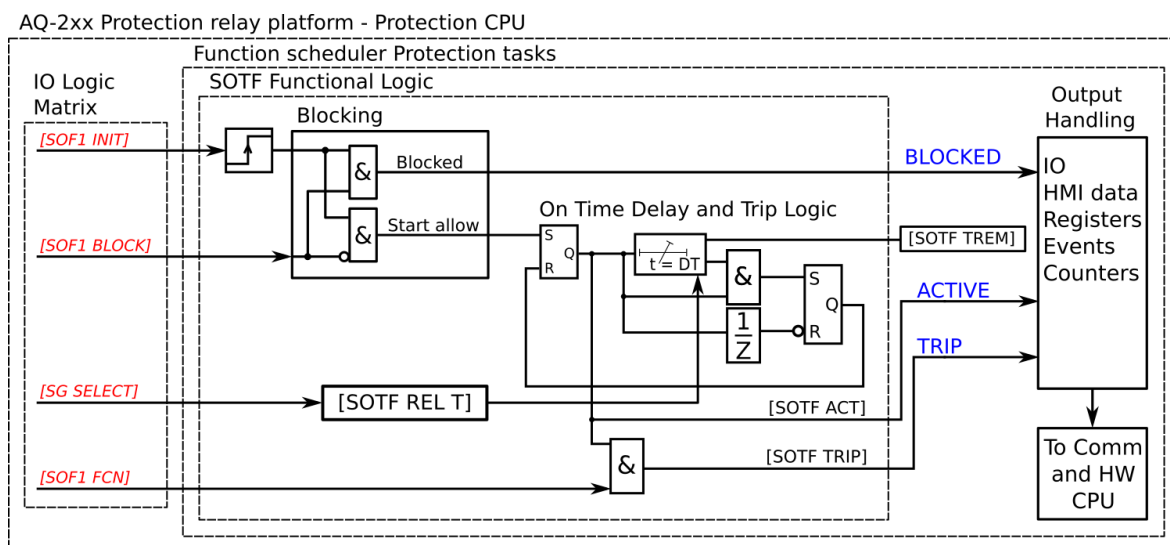 AQ-2xx Protection relay platform - Protection CPU
Function scheduler Protection tasks
IO Logic
Matrix
SOTF Functional Logic
Output
Handling
Blocking
[SOF1 INIT]
&
Blocked
BLOCKED
IO
HMI data
Registers
Events
Counters
On Time Delay and Trip Logic
[SOF1 BLOCK]
&
Start allow
S
Q
R
t = DT
[SOTF TREM]
&
S
Q
R
1
Z
ACTIVE
TRIP
[SG SELECT]
[SOTF REL T]
[SOTF ACT]
To Comm
and HW
CPU
[SOF1 FCN]
&
[SOTF TRIP]